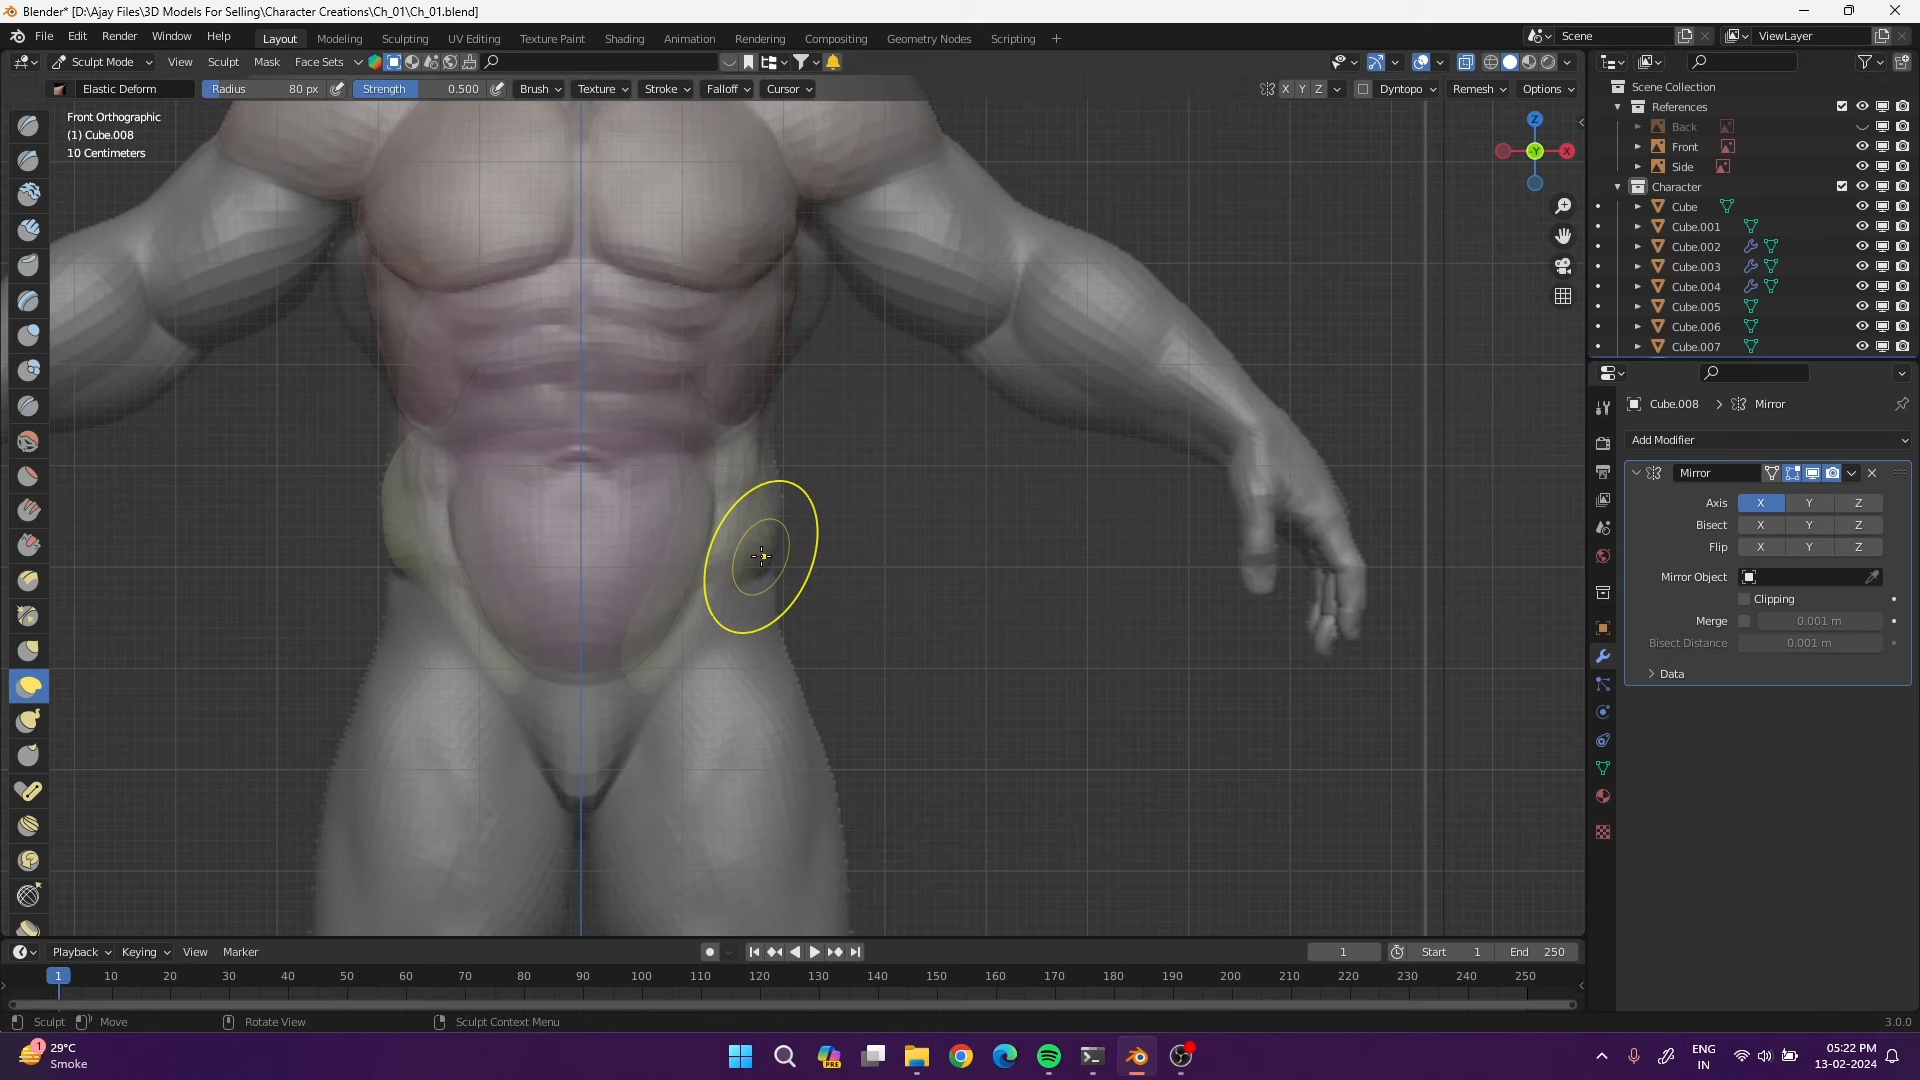 Blender* [D:\Ajay Files\3D Models For Selling\Character Creations\Ch_01\Ch_01.blend]
File Edit Render Window Help Layout Modeling Sculpting UV Editing Texture Paint Shading Animation Rendering Compositing Geometry Nodes Scripting + Scene ViewLayer
Sculpt Mode View Sculpt Mask Face Sets
Elastic Deform Radius 80 px Strength 0.500 Brush Texture Stroke Falloff Cursor X Y Z Dyntopo Remesh Options
Front Orthographic
(1) Cube.008
10 Centimeters
Z
-Y
X
Scene Collection
References
Back
Front
Side
Character
Cube
Cube.001
Cube.002
Cube.003
Cube.004
Cube.005
Cube.006
Cube.007
Cube.008 > Mirror
Add Modifier
Mirror
Axis X Y Z
Bisect X Y Z
Flip X Y Z
Mirror Object
Clipping
Merge 0.001 m
Bisect Distance 0.001 m
> Data
Playback Keying View Marker 1 Start 1 End 250
1 10 20 30 40 50 60 70 80 90 100 110 120 130 140 150 160 170 180 190 200 210 220 230 240 250
Sculpt Move Rotate View Sculpt Context Menu 3.0.0
1
29°C
Smoke
PRE
ENG
IN
05:22 PM
13-02-2024